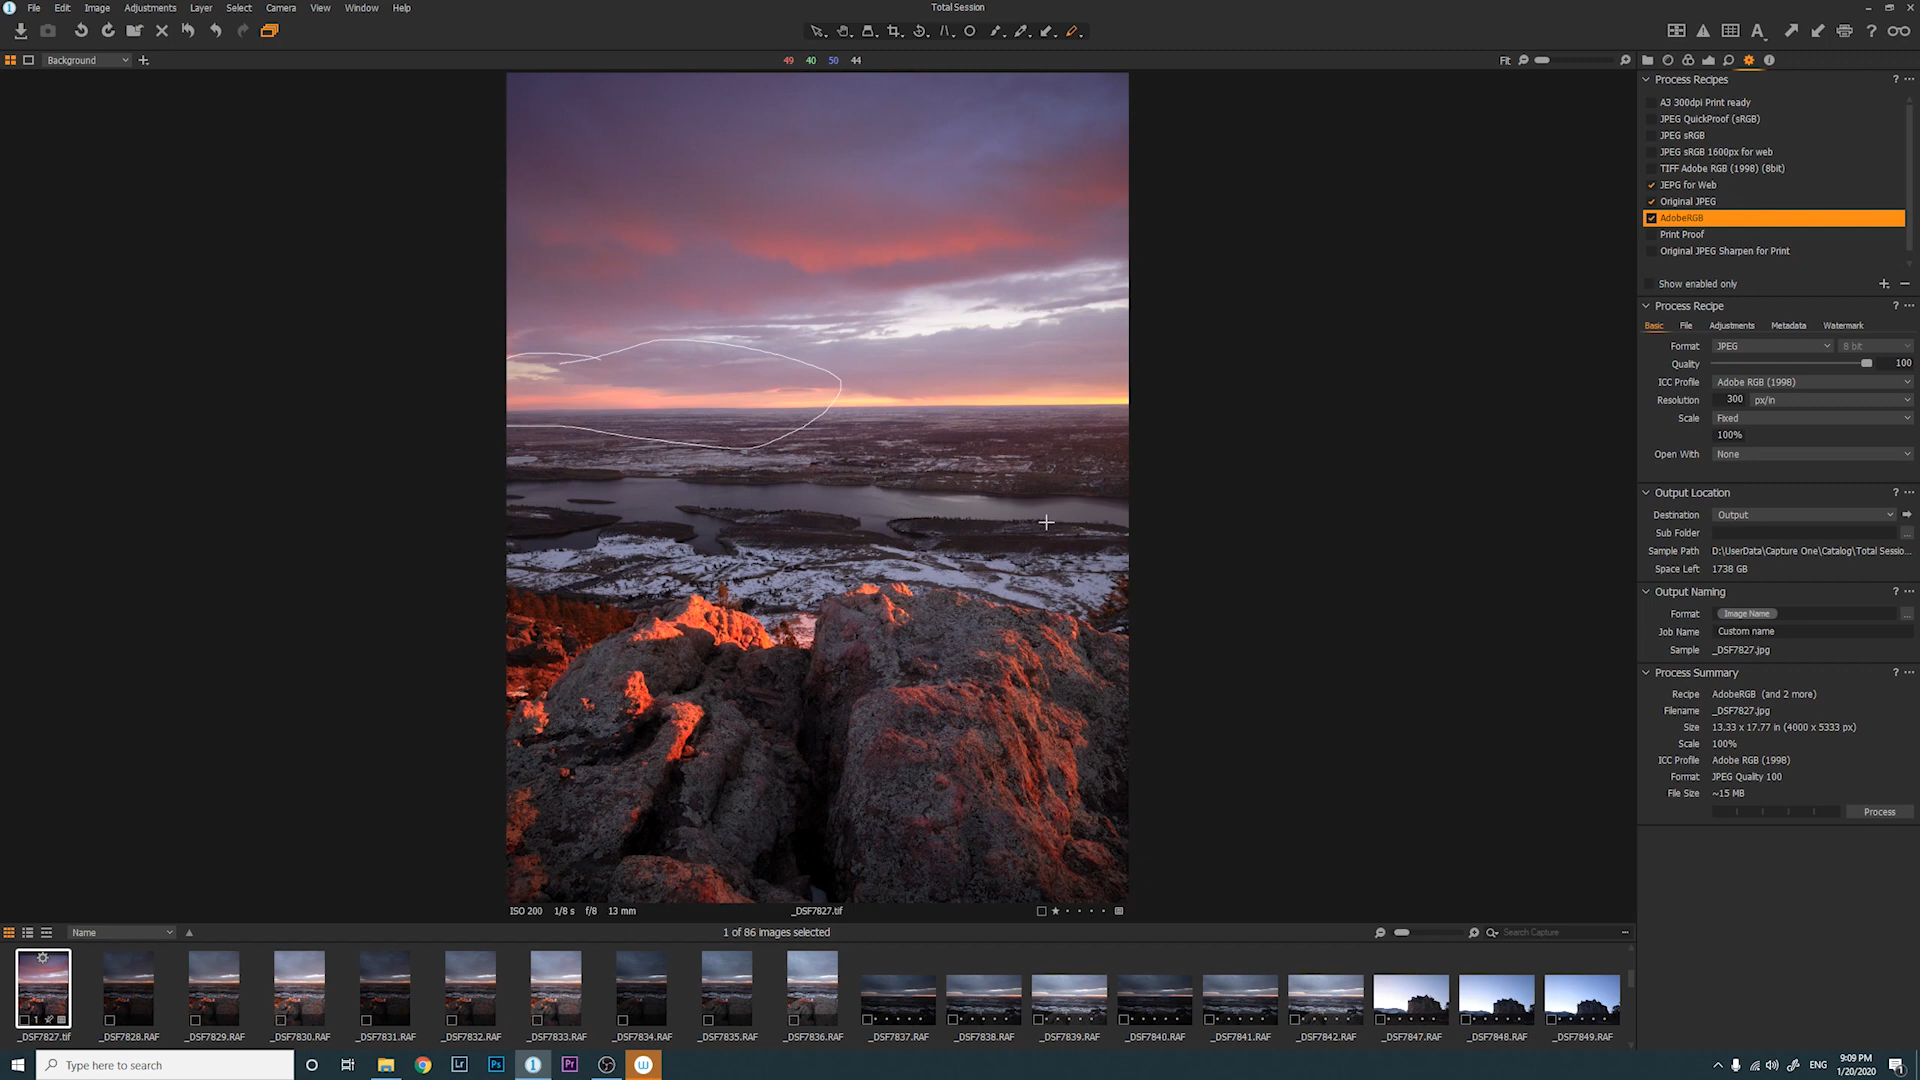 File Edit Image Adjustments Layer Select Camera View Window Help
Total Session
Background
49 40 50 44
Fit
Process Recipes
A3 300dpi Print ready
JPEG QuickProof (sRGB)
JPEG sRGB
JPEG sRGB 1600px for web
TIFF Adobe RGB (1998) (8bit)
JEPG for Web
Original JPEG
AdobeRGB
Print Proof
Original JPEG Sharpen for Print
Show enabled only
Process Recipe
Basic File Adjustments Metadata Watermark
Format JPEG 8 bit
Quality 100
ICC Profile Adobe RGB (1998)
Resolution 300 px/in
Scale Fixed
100%
Open With None
Output Location
Destination Output
Sub Folder
Sample Path D:\UserData\Capture One\Catalog\Total Sessio...
Space Left 1738 GB
Output Naming
Format Image Name
Job Name Custom name
Sample _DSF7827.jpg
Process Summary
Recipe AdobeRGB (and 2 more)
Filename _DSF7827.jpg
Size 13.33 x 17.77 in (4000 x 5333 px)
Scale 100%
ICC Profile Adobe RGB (1998)
Format JPEG Quality 100
File Size ~15 MB
Process
ISO 200 1/8 s f/8 13 mm _DSF7827.tif
Name 1 of 86 images selected Search Capture
_DSF7827.tif _DSF7828.RAF _DSF7829.RAF _DSF7830.RAF _DSF7831.RAF _DSF7832.RAF _DSF7833.RAF _DSF7834.RAF _DSF7835.RAF _DSF7836.RAF _DSF7837.RAF _DSF7838.RAF _DSF7839.RAF _DSF7840.RAF _DSF7841.RAF _DSF7842.RAF _DSF7847.RAF _DSF7848.RAF _DSF7849.RAF
Type here to search
Lr Ps 1 Pr W
ENG
9:09 PM
1/20/2020